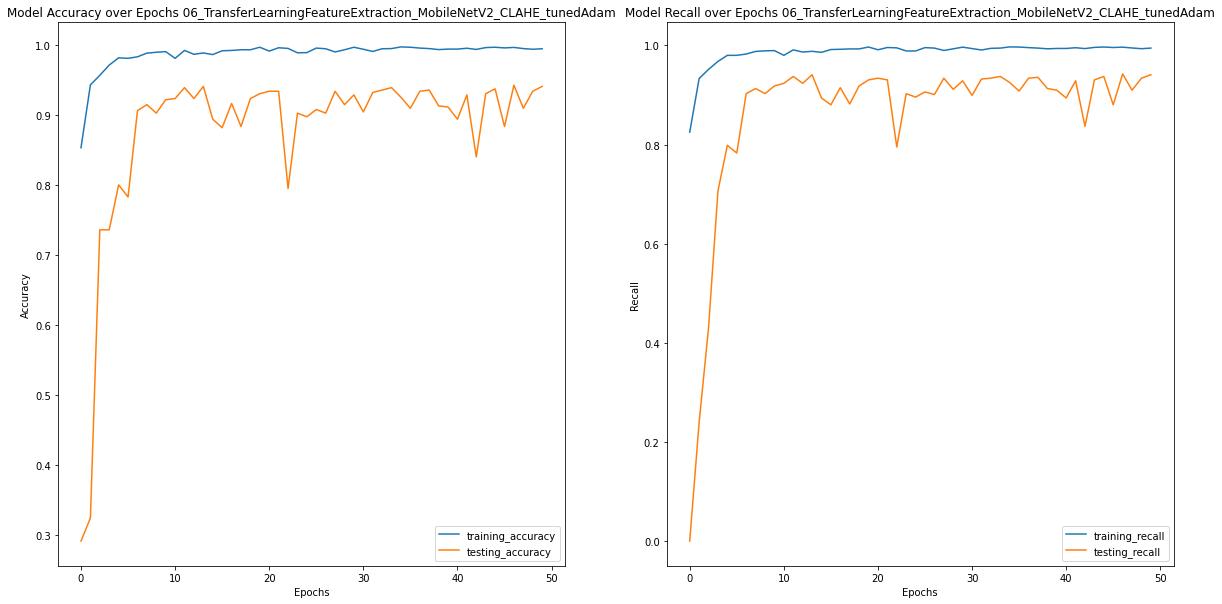 Model Accuracy over Epochs 06_TransferLearningFeatureExtraction_MobileNetV2_CLAHE_tunedAdam
1.0
0.9
0.8
0.7
0.6
0.5
0.4
0.3
Accuracy
0 10 20 30 40 50
Epochs
training_accuracy
testing_accuracy
Model Recall over Epochs 06_TransferLearningFeatureExtraction_MobileNetV2_CLAHE_tunedAdam
1.0
0.8
0.6
0.4
0.2
0.0
Recall
0 10 20 30 40 50
Epochs
training_recall
testing_recall